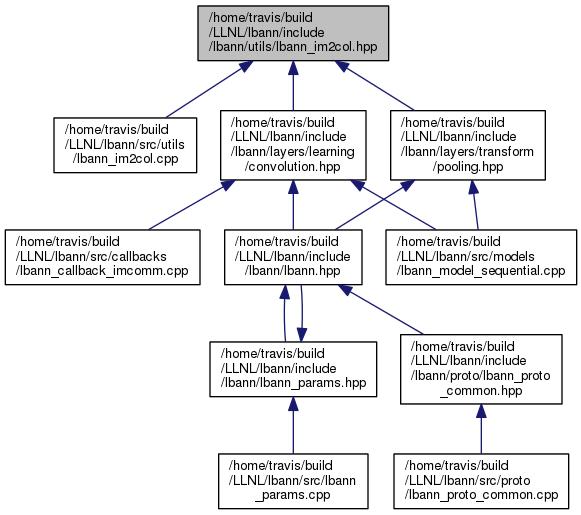 /home/travis/build
/LLNL/lbann/include
/lbann/utils/lbann_im2col.hpp
/home/travis/build
/LLNL/lbann/src/utils
/lbann_im2col.cpp
/home/travis/build
/LLNL/lbann/include
/lbann/layers/learning
/convolution.hpp
/home/travis/build
/LLNL/lbann/include
/lbann/layers/transform
/pooling.hpp
/home/travis/build
/LLNL/lbann/src/callbacks
/lbann_callback_imcomm.cpp
/home/travis/build
/LLNL/lbann/include
/lbann/lbann.hpp
/home/travis/build
/LLNL/lbann/src/models
/lbann_model_sequential.cpp
/home/travis/build
/LLNL/lbann/include
/lbann/lbann_params.hpp
/home/travis/build
/LLNL/lbann/include
/lbann/proto/lbann_proto
_common.hpp
/home/travis/build
/LLNL/lbann/src/lbann
_params.cpp
/home/travis/build
/LLNL/lbann/src/proto
/lbann_proto_common.cpp